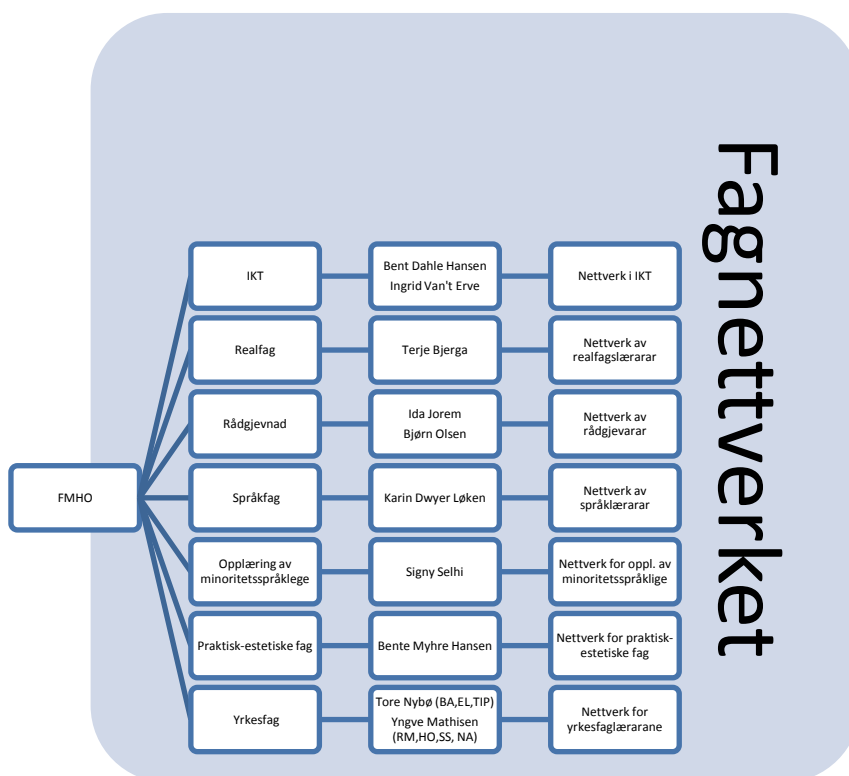 Fagnettverket
FMHO
IKT
Bent Dahle Hansen
Ingrid Van't Erve
Nettverk i IKT
Realfag
Terje Bjerga
Nettverk av
realfagslærarar
Rådgjevnad
Ida Jorem
Bjørn Olsen
Nettverk av
rådgjevarar
Språkfag
Karin Dwyer Løken
Nettverk av
språklærarar
Opplæring av
minoritetsspråklege
Signy Selhi
Nettverk for oppl. av
minoritetsspråklige
Praktisk-estetiske fag
Bente Myhre Hansen
Nettverk for praktisk-
estetiske fag
Yrkesfag
Tore Nybø (BA,EL,TIP)
Yngve Mathisen
(RM,HO,SS, NA)
Nettverk for
yrkesfaglærarane